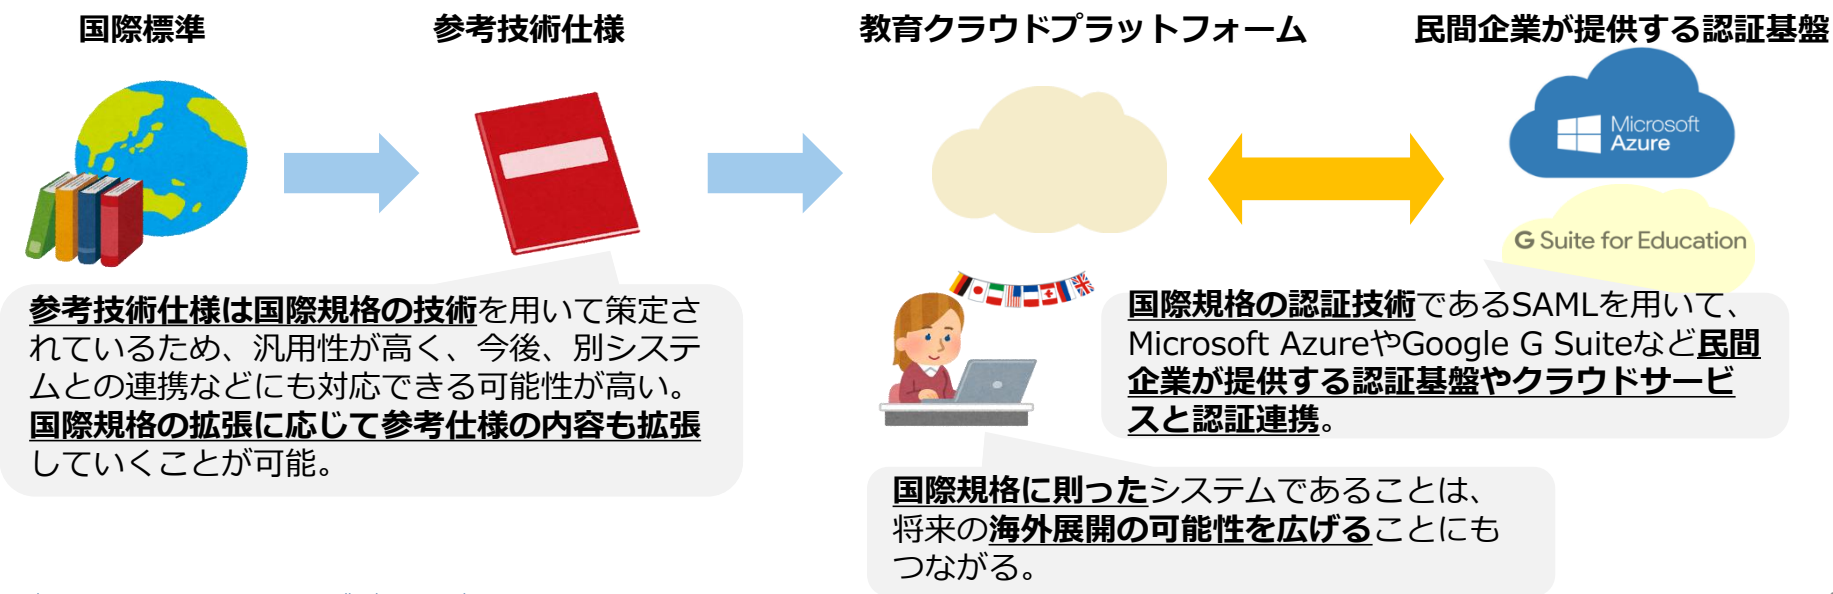 国際標準
参考技術仕様
教育クラウドプラットフォーム
民間企業が提供する認証基盤
Microsoft
Azure
G Suite for Education
参考技術仕様は国際規格の技術を用いて策定さ
れているため、汎用性が高く、今後、別システ
ムとの連携などにも対応できる可能性が高い。
国際規格の拡張に応じて参考仕様の内容も拡張
していくことが可能。
国際規格の認証技術であるSAMLを用いて、
Microsoft AzureやGoogle G Suiteなど民間
企業が提供する認証基盤やクラウドサービ
スと認証連携。
国際規格に則ったシステムであることは、
将来の海外展開の可能性を広げることにも
つながる。